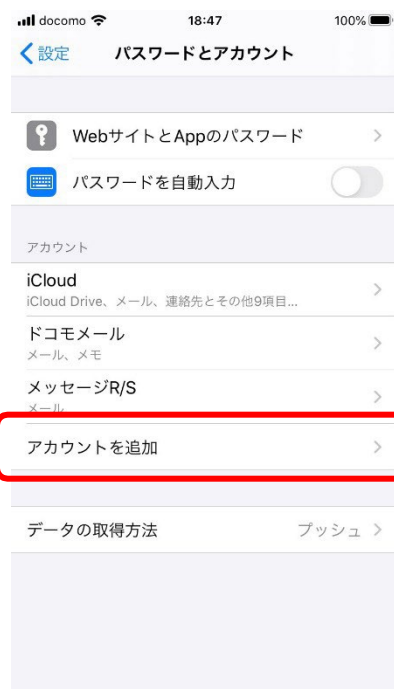 docomo 18:47 100%
設定 パスワードとアカウント
WebサイトとAppのパスワード
パスワードを自動入力
アカウント
iCloud
iCloud Drive、メール、連絡先とその他9項目...
ドコモメール
メール、メモ
メッセージR/S
メール
アカウントを追加
データの取得方法 プッシュ